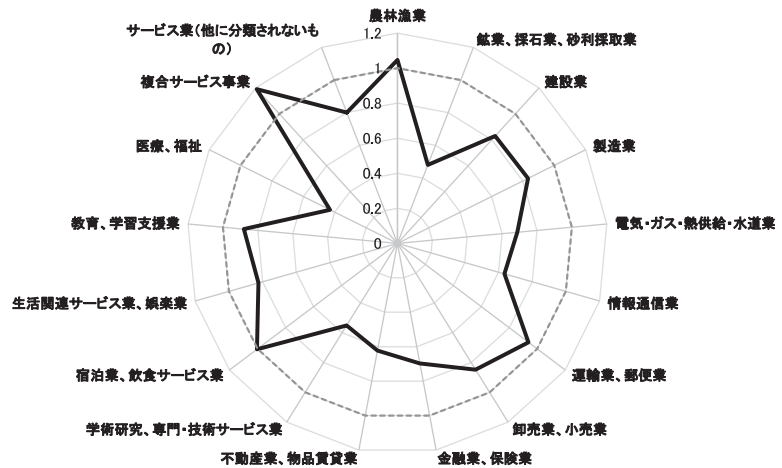 農林漁業
鉱業、採石業、砂利採取業
建設業
製造業
電気・ガス・熱供給・水道業
情報通信業
運輸業、郵便業
卸売業、小売業
金融業、保険業
不動産業、物品賃貸業
学術研究、専門・技術サービス業
宿泊業、飲食サービス業
生活関連サービス業、娯楽業
教育、学習支援業
医療、福祉
複合サービス事業
サービス業（他に分類されないも
の）
1.2
1
0.8
0.6
0.4
0.2
0